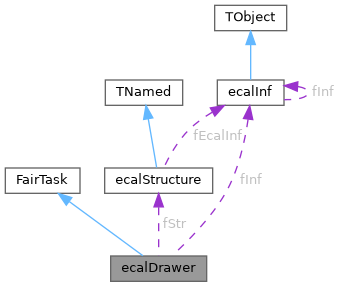 TObject
TNamed
ecalInf
fInf
fEcalInf
FairTask
ecalStructure
fInf
fStr
ecalDrawer